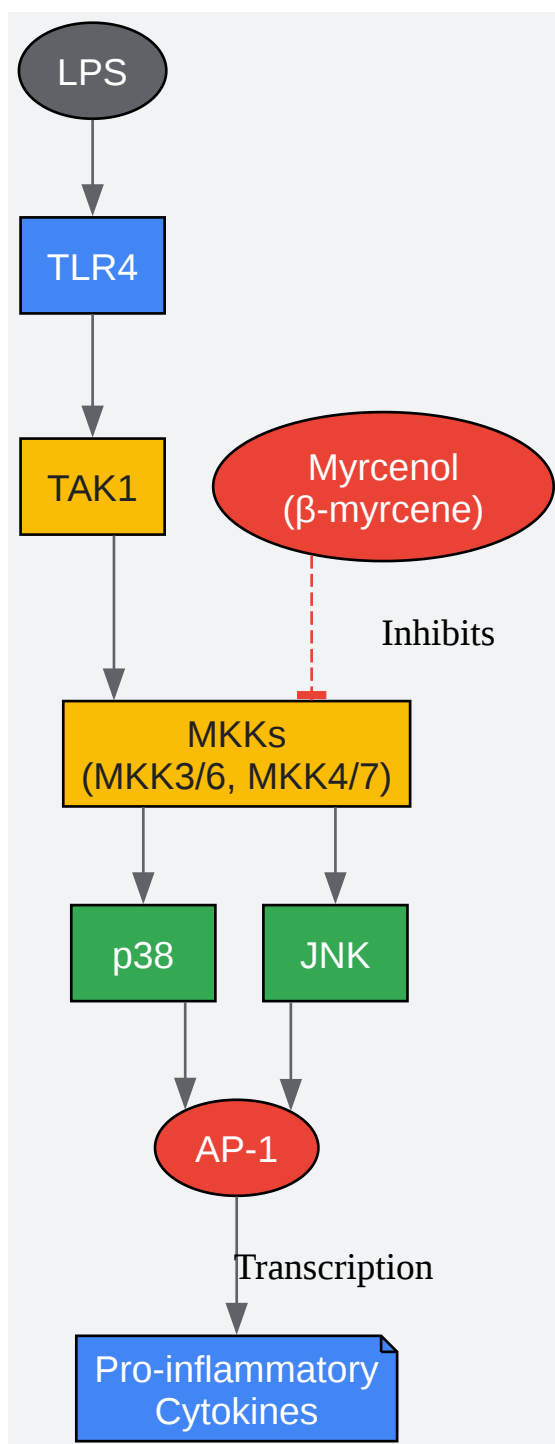 LPS
TLR4
TAK1
Myrcenol
(β-myrcene)
Inhibits
MKKs
(MKK3/6, MKK4/7)
p38
JNK
AP-1
Transcription
Pro-inflammatory
Cytokines